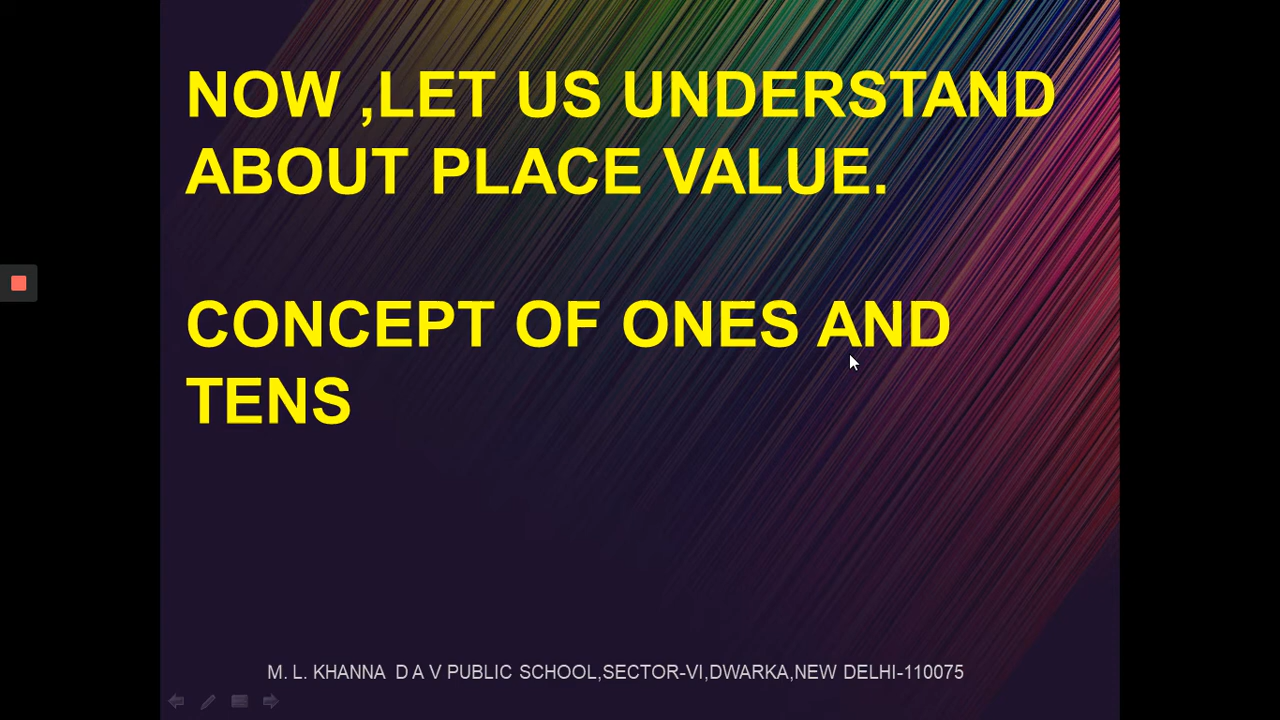 NOW ,LET US UNDERSTAND
ABOUT PLACE VALUE.
CONCEPT OF ONES AND
TENS
M. L. KHANNA D A V PUBLIC SCHOOL,SECTOR-VI,DWARKA,NEW DELHI-110075